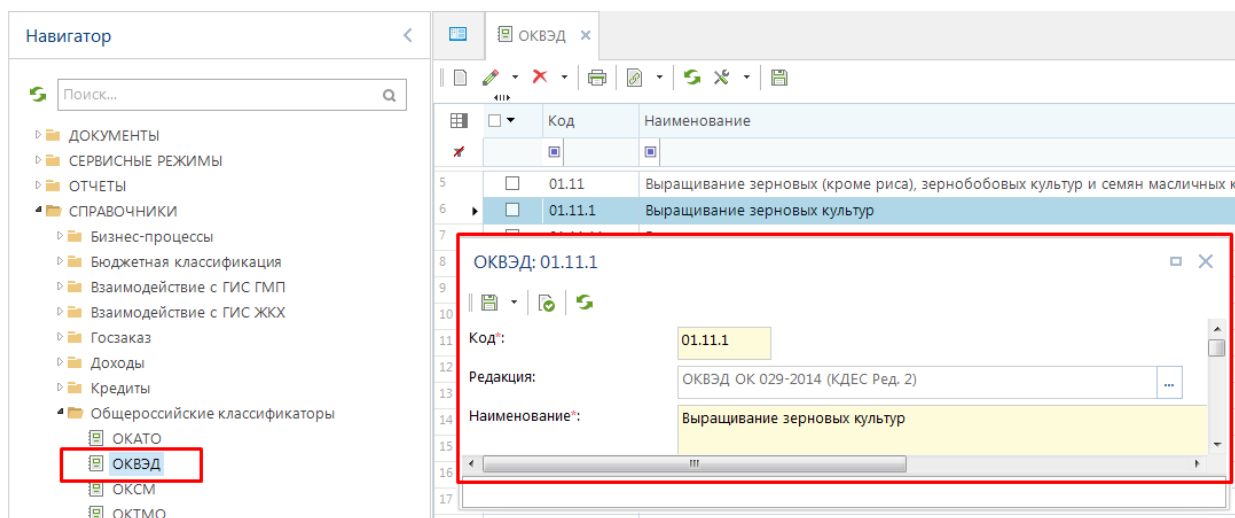 Навигатор
Поиск...
ДОКУМЕНТЫ
СЕРВИСНЫЕ РЕЖИМЫ
ОТЧЕТЫ
СПРАВОЧНИКИ
Бизнес-процессы
Бюджетная классификация
Взаимодействие с ГИС ГМП
Взаимодействие с ГИС ЖКХ
Госзаказ
Доходы
Кредиты
Общероссийские классификаторы
ОКАТО
ОКВЭД
ОКСМ
ОКТМО
ОКВЭД
Код Наименование
5 01.11 Выращивание зерновых (кроме риса), зернобобовых культур и семян масличных к
6 01.11.1 Выращивание зерновых культур
7
8
9
10
11
12
13
14
15
16
17
ОКВЭД: 01.11.1
Код*: 01.11.1
Редакция: ОКВЭД ОК 029-2014 (КДЕС Ред. 2) ...
Наименование*: Выращивание зерновых культур